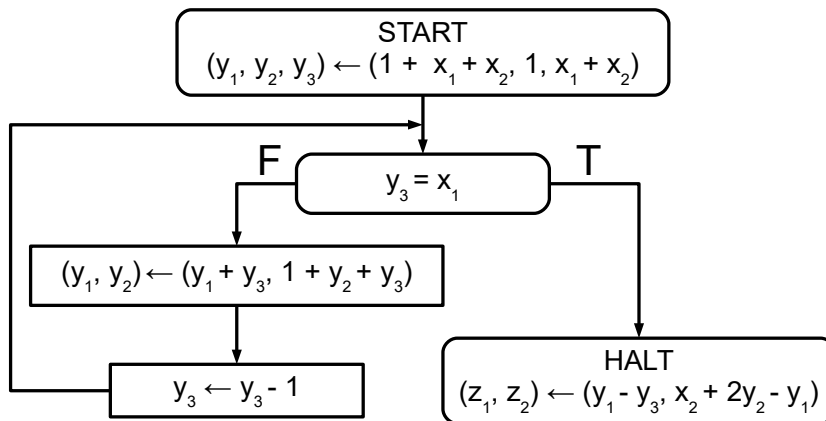 START
(y₁, y₂, y₃) ← (1 + x₁ + x₂, 1, x₁ + x₂)
F
T
y₃ = x₁
(y₁, y₂) ← (y₁ + y₃, 1 + y₂ + y₃)
y₃ ← y₃ - 1
HALT
(z₁, z₂) ← (y₁ - y₃, x₂ + 2y₂ - y₁)